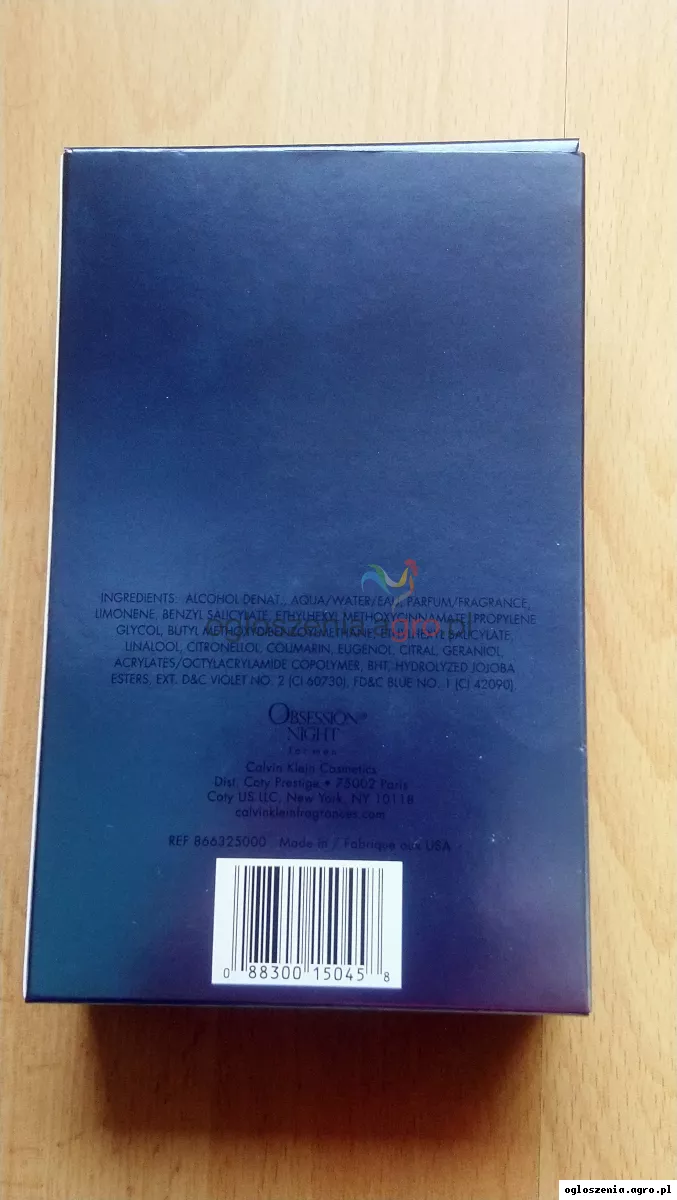 INGREDIENTS: ALCOHOL DENAT., AQUA/WATER/EAU, PARFUM/FRAGRANCE,
LIMONENE, BENZYL SALICYLATE, ETHYLHEXYL METHOXYCINNAMATE, PROPYLENE
GLYCOL, BUTYL METHOXYDIBENZOYLMETHANE, ETHYLHEXYL SALICYLATE,
LINALOOL, CITRONELLOL, COUMARIN, EUGENOL, CITRAL, GERANIOL,
ACRYLATES/OCTYLACRYLAMIDE COPOLYMER, BHT, HYDROLYZED JOJOBA
ESTERS, EXT. D&C VIOLET NO. 2 (CI 60730), FD&C BLUE NO. 1 (CI 42090).
ogloszenia.agro.pl
OBSESSION®
NIGHT
for men
Calvin Klein Cosmetics
Dist. Coty Prestige • 75002 Paris
Coty US LLC, New York, NY 10118
calvinkleinfragrances.com
REF 866325000 Made in / Fabriqué aux USA
0 88300 15045 8
ogloszenia.agro.pl